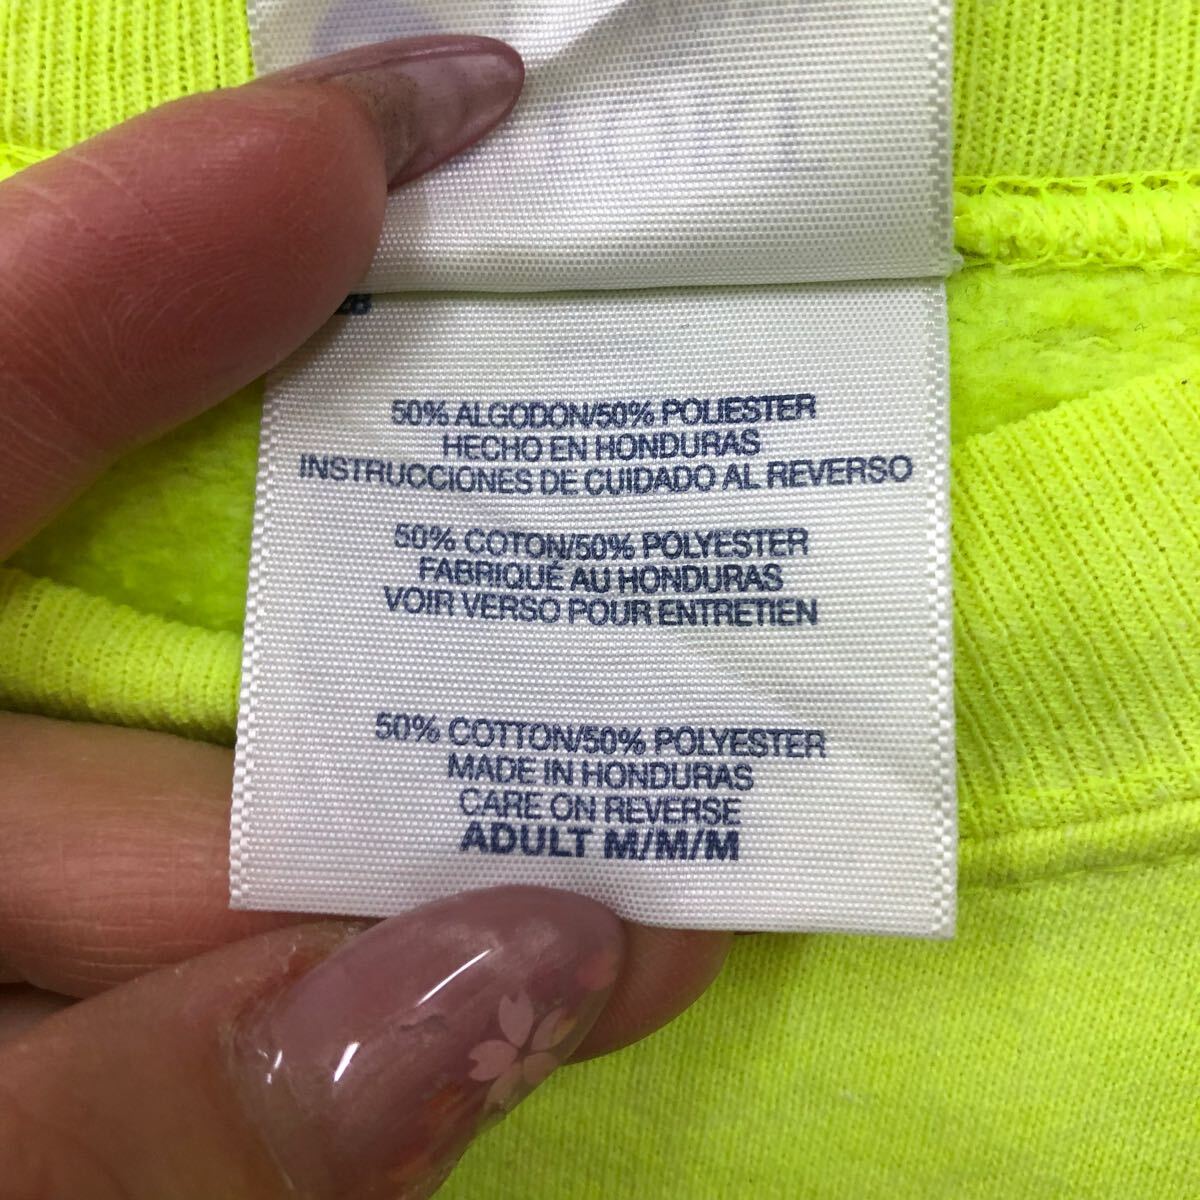 50% ALGODON/50% POLIESTER
HECHO EN HONDURAS
INSTRUCCIONES DE CUIDADO AL REVERSO
50% COTON/50% POLYESTER
FABRIQUÉ AU HONDURAS
VOIR VERSO POUR ENTRETIEN
50% COTTON/50% POLYESTER
MADE IN HONDURAS
CARE ON REVERSE
ADULT M/M/M